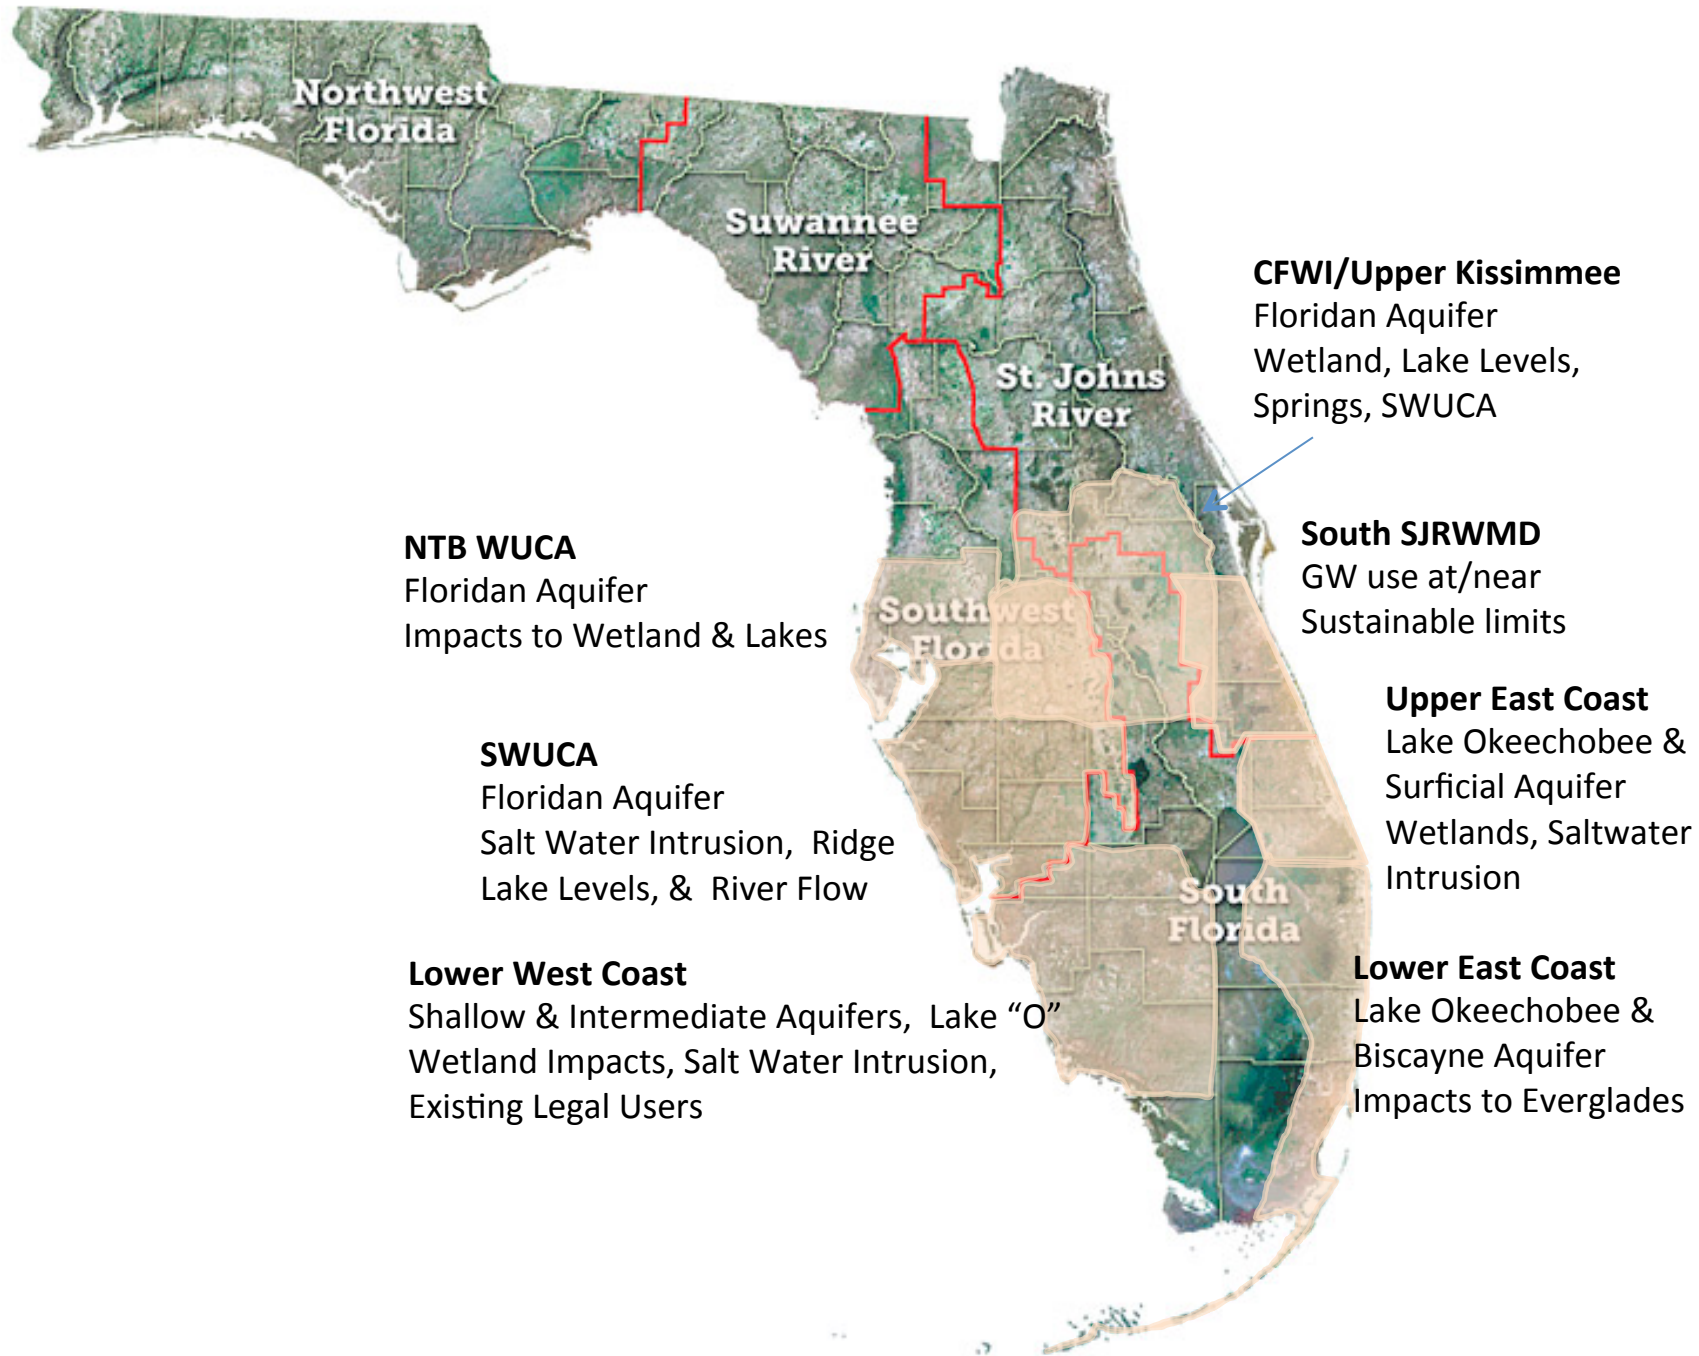 Northwest
Florida
Suwannee
River
St. Johns
River
CFWI/Upper Kissimmee
Floridan Aquifer
Wetland, Lake Levels,
Springs, SWUCA
NTB WUCA
Floridan Aquifer
Impacts to Wetland & Lakes
South SJRWMD
GW use at/near
Sustainable limits
Southwest
Florida
Upper East Coast
Lake Okeechobee &
Surficial Aquifer
Wetlands, Saltwater
Intrusion
SWUCA
Floridan Aquifer
Salt Water Intrusion, Ridge
Lake Levels, & River Flow
South
Florida
Lower West Coast
Shallow & Intermediate Aquifers, Lake “O”
Wetland Impacts, Salt Water Intrusion,
Existing Legal Users
Lower East Coast
Lake Okeechobee &
Biscayne Aquifer
Impacts to Everglades